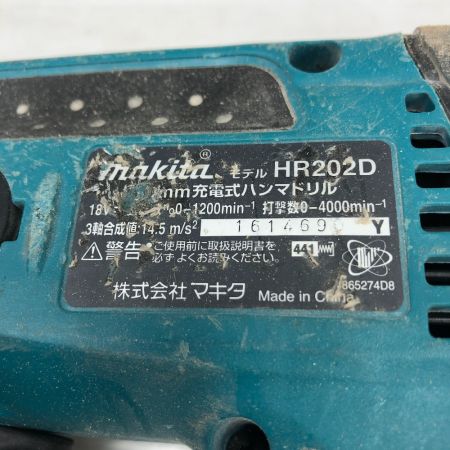 makita® モデル HR202D
mm充電式ハンマドリル
18V 0-1200min⁻¹ 打撃数0-4000min⁻¹
3軸合成値:14.5 m/s² 161469 Y
⚠警告 ご使用前に取扱説明書を
必ずよくお読みください。
441
865274D8
株式会社 マキタ Made in China